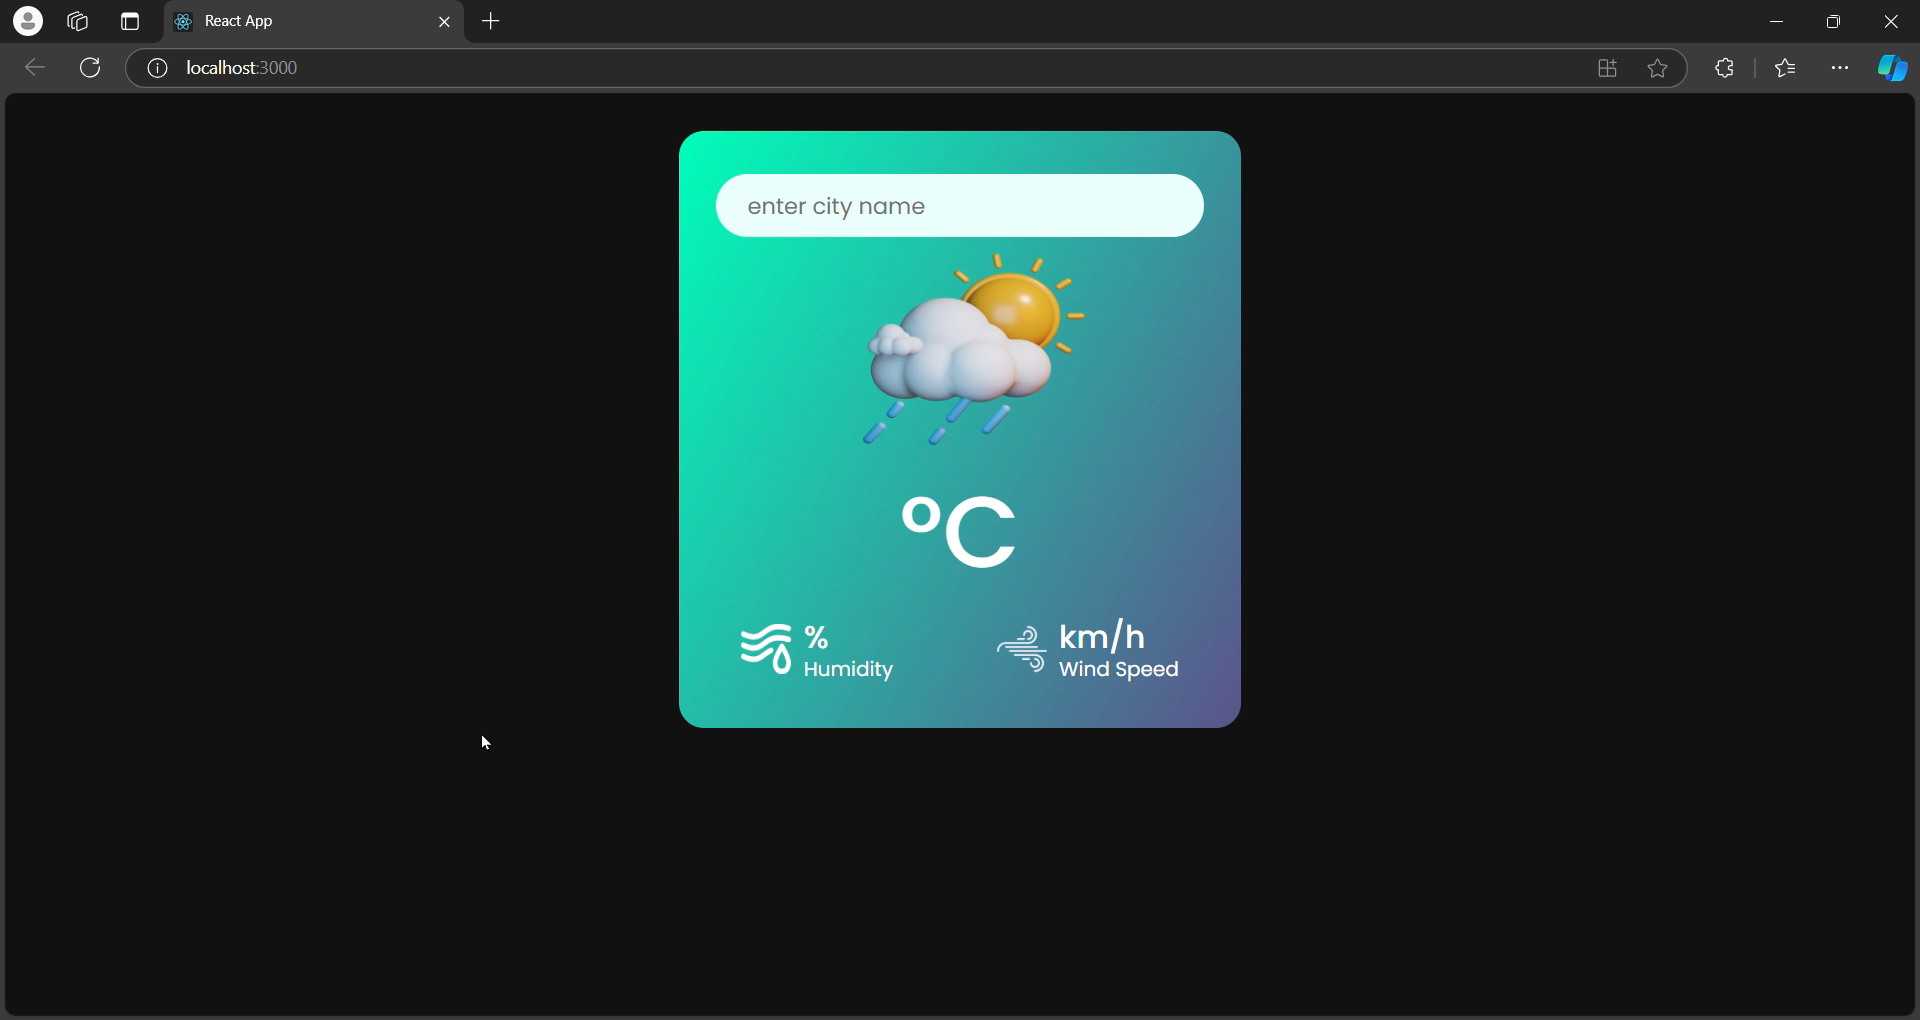 React App
localhost:3000
enter city name
°C
%
Humidity
km/h
Wind Speed